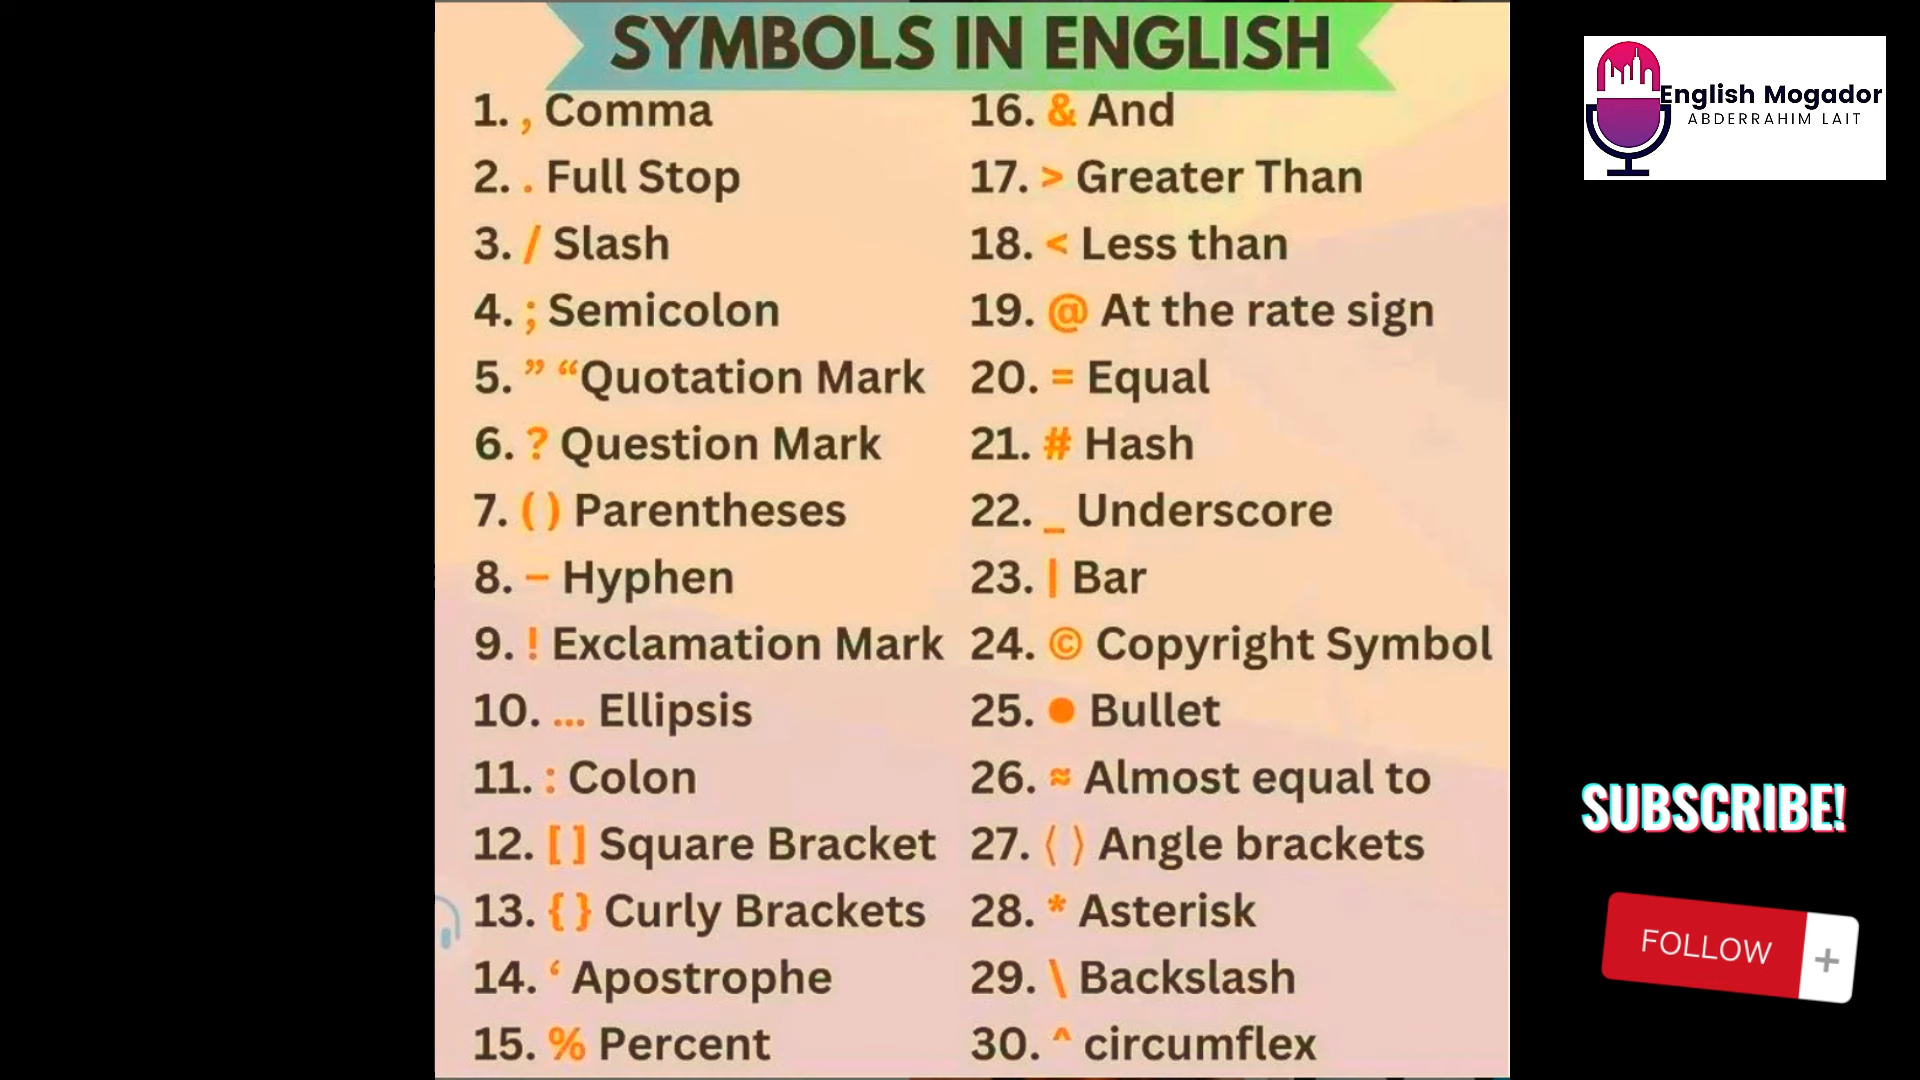 SYMBOLS IN ENGLISH
1. , Comma
2. . Full Stop
3. / Slash
4. ; Semicolon
5. ” “Quotation Mark
6. ? Question Mark
7. ( ) Parentheses
8. – Hyphen
9. ! Exclamation Mark
10. ... Ellipsis
11. : Colon
12. [ ] Square Bracket
13. { } Curly Brackets
14. ‘ Apostrophe
15. % Percent
16. & And
17. > Greater Than
18. < Less than
19. @ At the rate sign
20. = Equal
21. # Hash
22. _ Underscore
23. | Bar
24. © Copyright Symbol
25. ● Bullet
26. ≈ Almost equal to
27. ⟨ ⟩ Angle brackets
28. * Asterisk
29. \ Backslash
30. ^ circumflex
English Mogador
ABDERRAHIM LAIT
SUBSCRIBE!
FOLLOW +